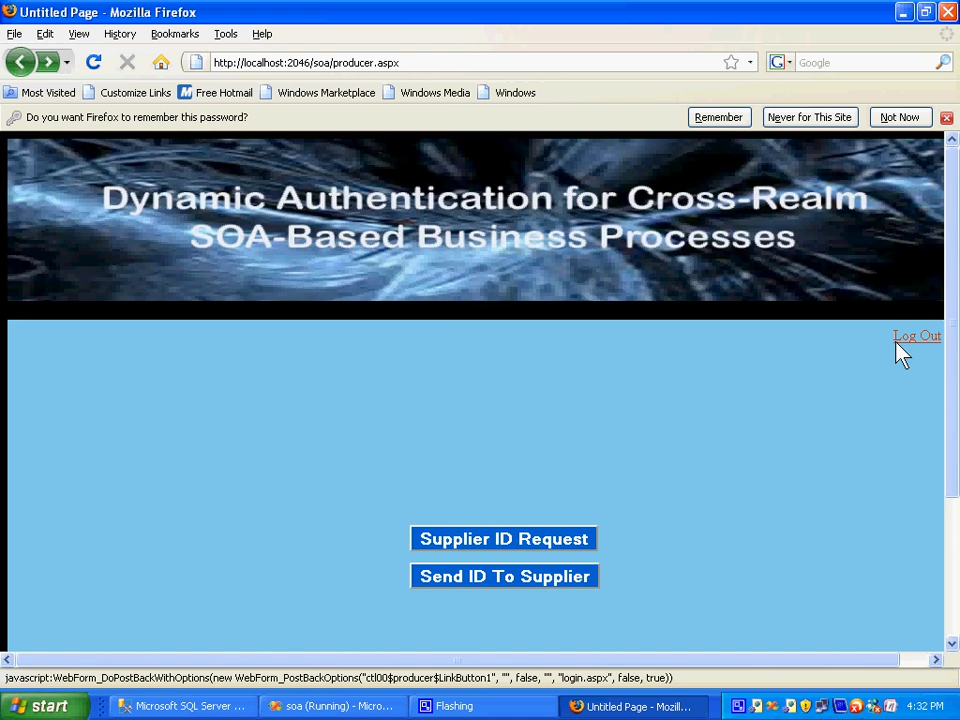 Untitled Page - Mozilla Firefox
File Edit View History Bookmarks Tools Help
http://localhost:2046/soa/producer.aspx
G Google
Most Visited Customize Links Free Hotmail Windows Marketplace Windows Media Windows
Do you want Firefox to remember this password? Remember Never for This Site Not Now
Dynamic Authentication for Cross-Realm
SOA-Based Business Processes
Log Out
Supplier ID Request
Send ID To Supplier
javascript:WebForm_DoPostBackWithOptions(new WebForm_PostBackOptions("ctl00$producer$LinkButton1", "", false, "", "login.aspx", false, true))
start Microsoft SQL Server ... soa (Running) - Micro... Flashing Untitled Page - Mozil... 4:32 PM